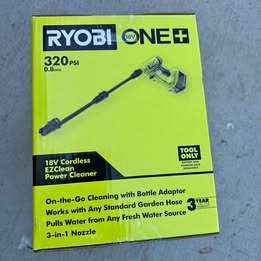 RYOBI 18V ONE+
320 PSI
0.8 GPM
18V Cordless
EZClean
Power Cleaner
TOOL
ONLY
On-the-Go Cleaning with Bottle Adaptor
Works with Any Standard Garden Hose
Pulls Water from Any Fresh Water Source
3-in-1 Nozzle
3 YEAR